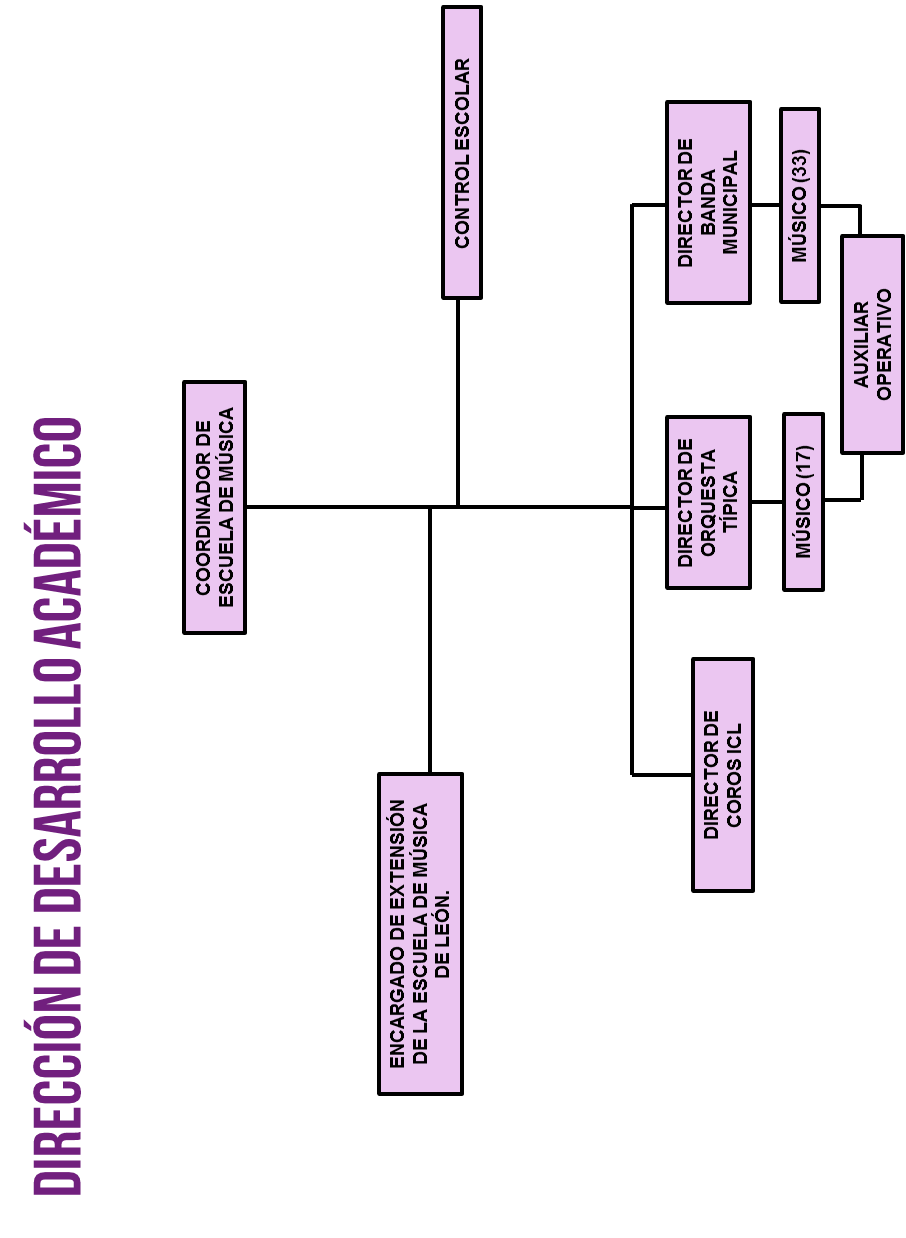 DIRECCIÓN DE DESARROLLO ACADÉMICO
COORDINADOR DE
ESCUELA DE MÚSICA
ENCARGADO DE EXTENSIÓN
DE LA ESCUELA DE MÚSICA
DE LEÓN.
CONTROL ESCOLAR
DIRECTOR DE
COROS ICL
DIRECTOR DE
ORQUESTA
TÍPICA
DIRECTOR DE
BANDA
MUNICIPAL
MÚSICO (17)
MÚSICO (33)
AUXILIAR
OPERATIVO